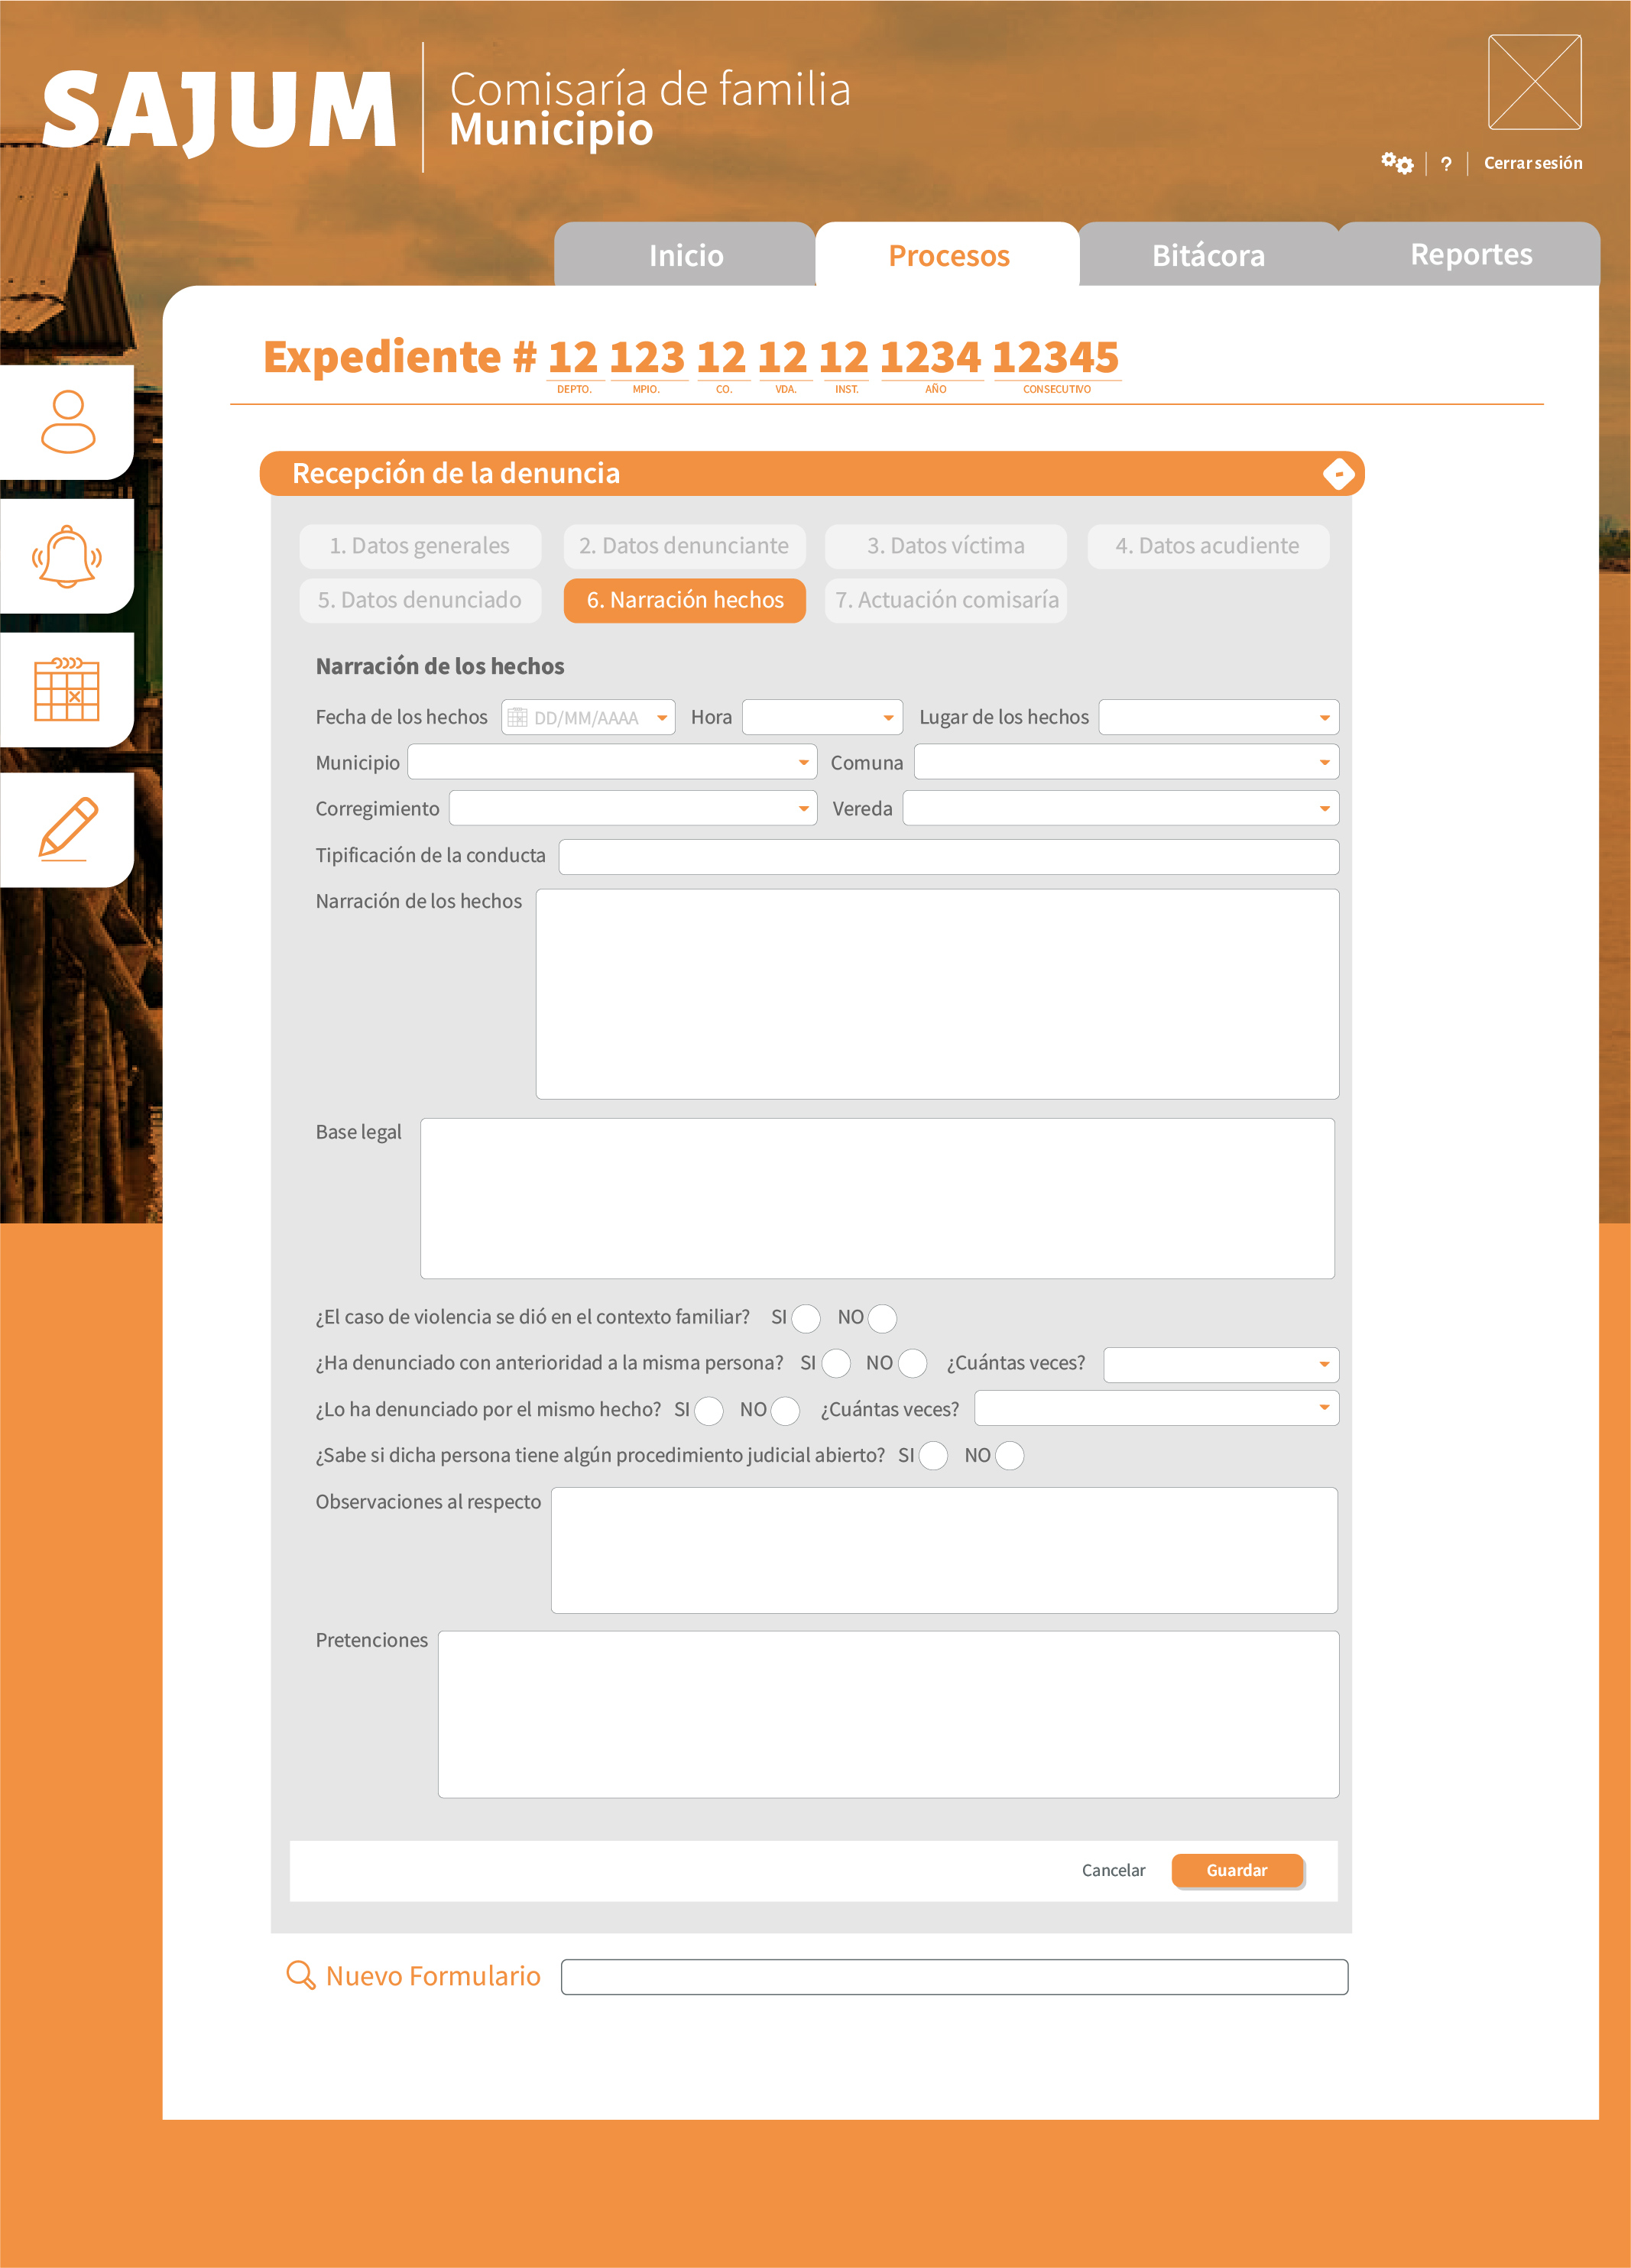 SAJUM
Comisaría de familia
Municipio
? Cerrar sesión
Inicio Procesos Bitácora Reportes
Expediente # 12 123 12 12 12 1234 12345
DEPTO. MPIO. CO. VDA. INST. AÑO CONSECUTIVO
Recepción de la denuncia -
1. Datos generales 2. Datos denunciante 3. Datos víctima 4. Datos acudiente
5. Datos denunciado 6. Narración hechos 7. Actuación comisaría
Narración de los hechos
Fecha de los hechos DD/MM/AAAA Hora Lugar de los hechos
Municipio Comuna
Corregimiento Vereda
Tipificación de la conducta
Narración de los hechos
Base legal
¿El caso de violencia se dió en el contexto familiar? SI NO
¿Ha denunciado con anterioridad a la misma persona? SI NO ¿Cuántas veces?
¿Lo ha denunciado por el mismo hecho? SI NO ¿Cuántas veces?
¿Sabe si dicha persona tiene algún procedimiento judicial abierto? SI NO
Observaciones al respecto
Pretenciones
Cancelar Guardar
Nuevo Formulario